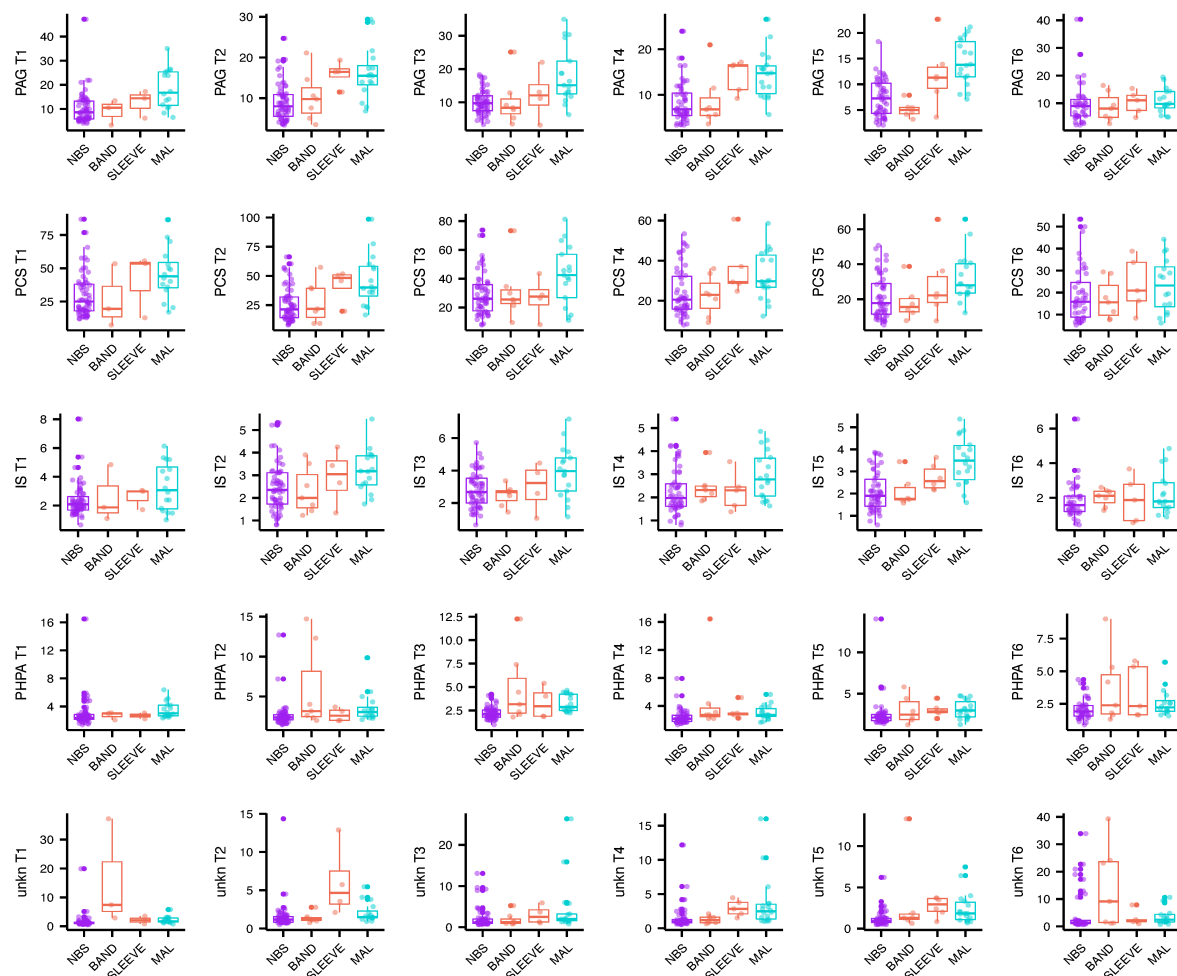 PAG T1
40
30
20
10
NBS
BAND
SLEEVE
MAL
PAG T2
30
20
10
NBS
BAND
SLEEVE
MAL
PAG T3
30
20
10
NBS
BAND
SLEEVE
MAL
PAG T4
20
10
NBS
BAND
SLEEVE
MAL
PAG T5
20
15
10
5
NBS
BAND
SLEEVE
MAL
PAG T6
40
30
20
10
NBS
BAND
SLEEVE
MAL
PCS T1
75
50
25
NBS
BAND
SLEEVE
MAL
PCS T2
100
75
50
25
NBS
BAND
SLEEVE
MAL
PCS T3
80
60
40
20
NBS
BAND
SLEEVE
MAL
PCS T4
60
40
20
NBS
BAND
SLEEVE
MAL
PCS T5
60
40
20
NBS
BAND
SLEEVE
MAL
PCS T6
50
40
30
20
10
NBS
BAND
SLEEVE
MAL
IS T1
8
6
4
2
NBS
BAND
SLEEVE
MAL
IS T2
5
4
3
2
1
NBS
BAND
SLEEVE
MAL
IS T3
6
4
2
NBS
BAND
SLEEVE
MAL
IS T4
5
4
3
2
1
NBS
BAND
SLEEVE
MAL
IS T5
5
4
3
2
1
NBS
BAND
SLEEVE
MAL
IS T6
6
4
2
NBS
BAND
SLEEVE
MAL
PHPA T1
16
12
8
4
NBS
BAND
SLEEVE
MAL
PHPA T2
15
10
5
NBS
BAND
SLEEVE
MAL
PHPA T3
12.5
10.0
7.5
5.0
2.5
NBS
BAND
SLEEVE
MAL
PHPA T4
16
12
8
4
NBS
BAND
SLEEVE
MAL
PHPA T5
10
5
NBS
BAND
SLEEVE
MAL
PHPA T6
7.5
5.0
2.5
NBS
BAND
SLEEVE
MAL
unkn T1
30
20
10
0
NBS
BAND
SLEEVE
MAL
unkn T2
15
10
5
0
NBS
BAND
SLEEVE
MAL
unkn T3
20
10
0
NBS
BAND
SLEEVE
MAL
unkn T4
15
10
5
0
NBS
BAND
SLEEVE
MAL
unkn T5
10
5
0
NBS
BAND
SLEEVE
MAL
unkn T6
40
30
20
10
0
NBS
BAND
SLEEVE
MAL